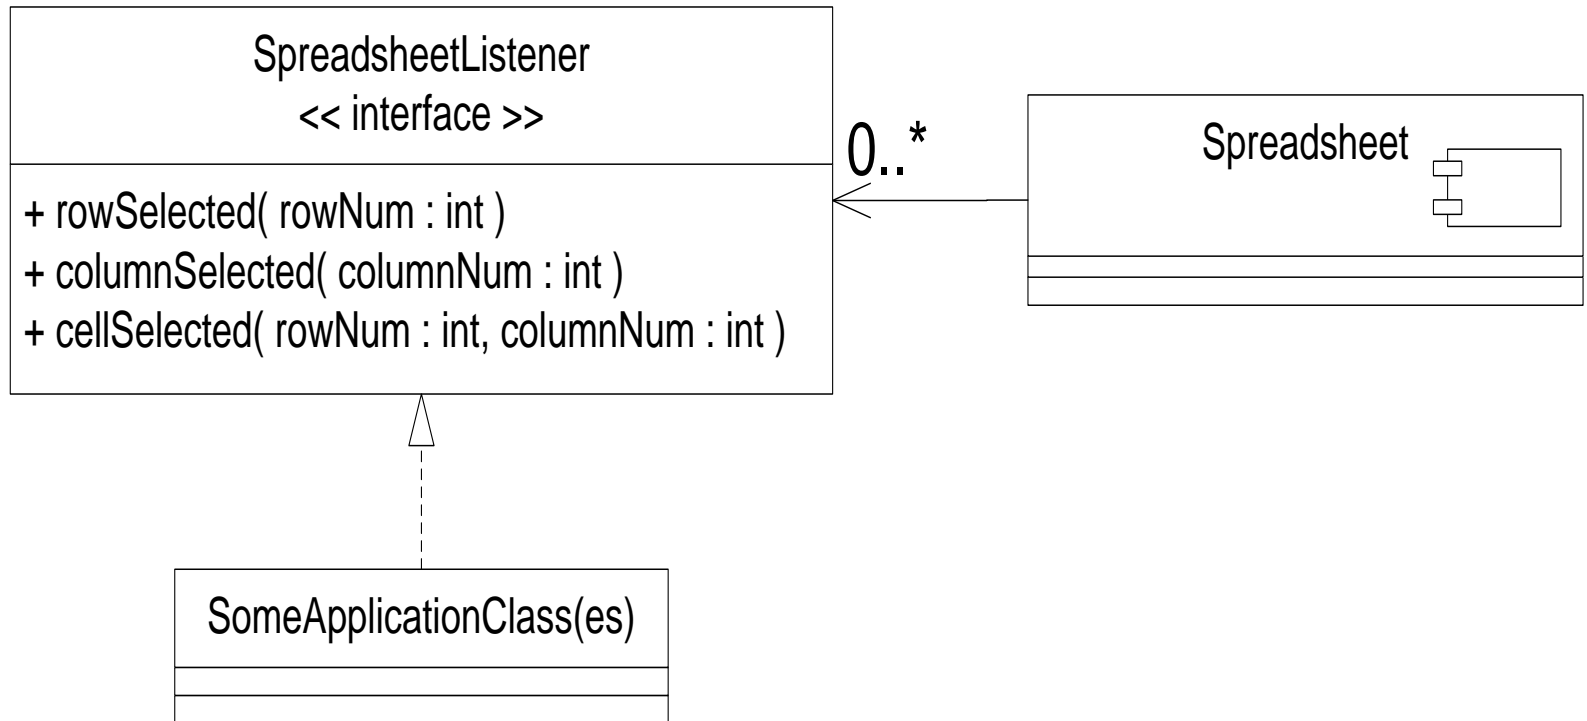 SpreadsheetListener
<< interface >>
+ rowSelected( rowNum : int )
+ columnSelected( columnNum : int )
+ cellSelected( rowNum : int, columnNum : int )
0..*
Spreadsheet
SomeApplicationClass(es)